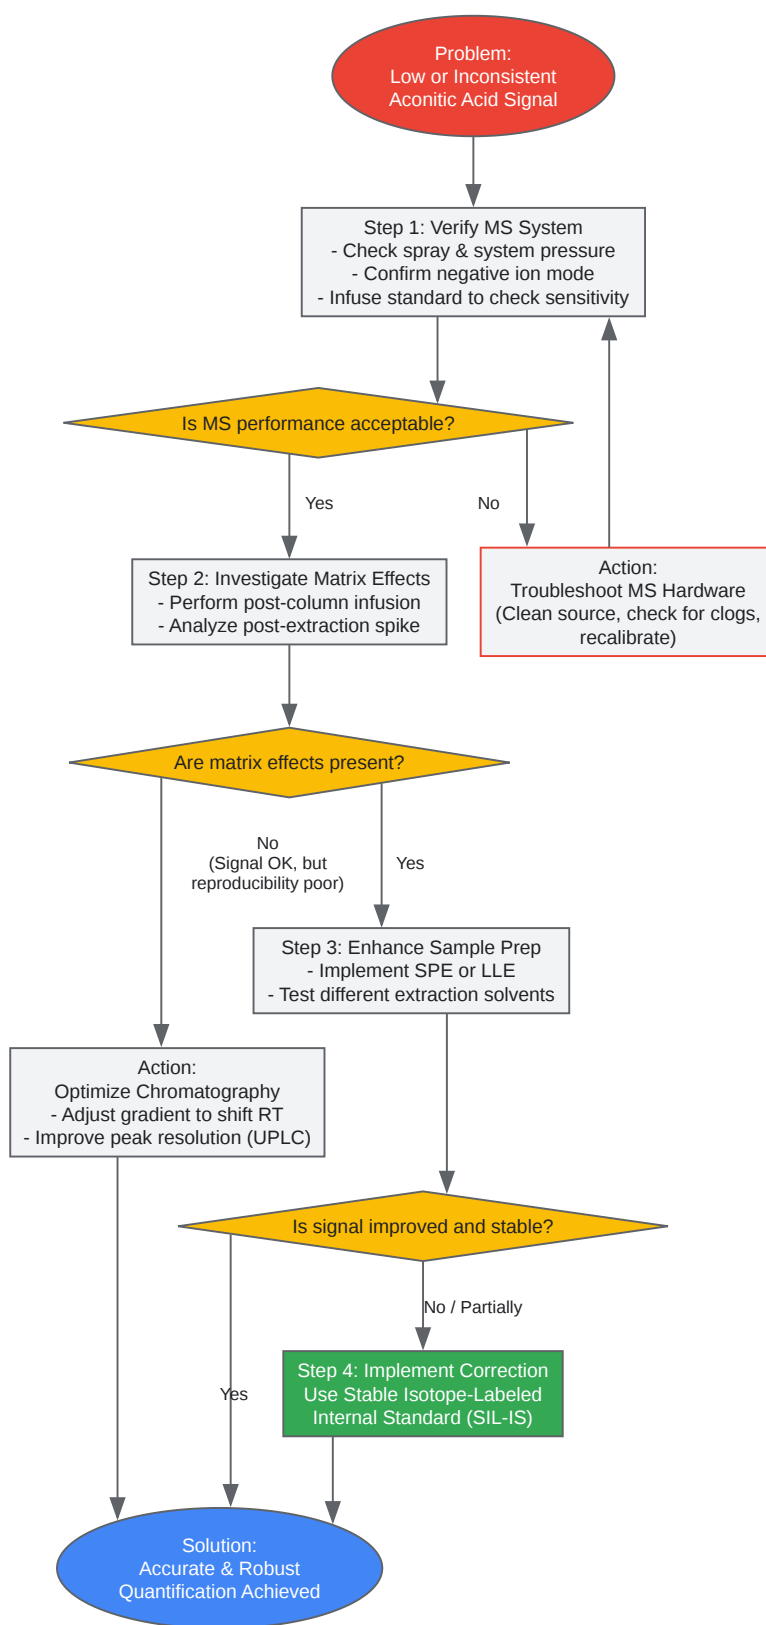 Problem:
Low or Inconsistent
Aconitic Acid Signal
Step 1: Verify MS System
- Check spray & system pressure
- Confirm negative ion mode
- Infuse standard to check sensitivity
Is MS performance acceptable?
Yes
No
Step 2: Investigate Matrix Effects
- Perform post-column infusion
- Analyze post-extraction spike
Action:
Troubleshoot MS Hardware
(Clean source, check for clogs,
recalibrate)
Are matrix effects present?
No
(Signal OK, but
reproducibility poor)
Yes
Step 3: Enhance Sample Prep
- Implement SPE or LLE
- Test different extraction solvents
Action:
Optimize Chromatography
- Adjust gradient to shift RT
- Improve peak resolution (UPLC)
Is signal improved and stable?
No / Partially
Yes
Step 4: Implement Correction
Use Stable Isotope-Labeled
Internal Standard (SIL-IS)
Solution:
Accurate & Robust
Quantification Achieved